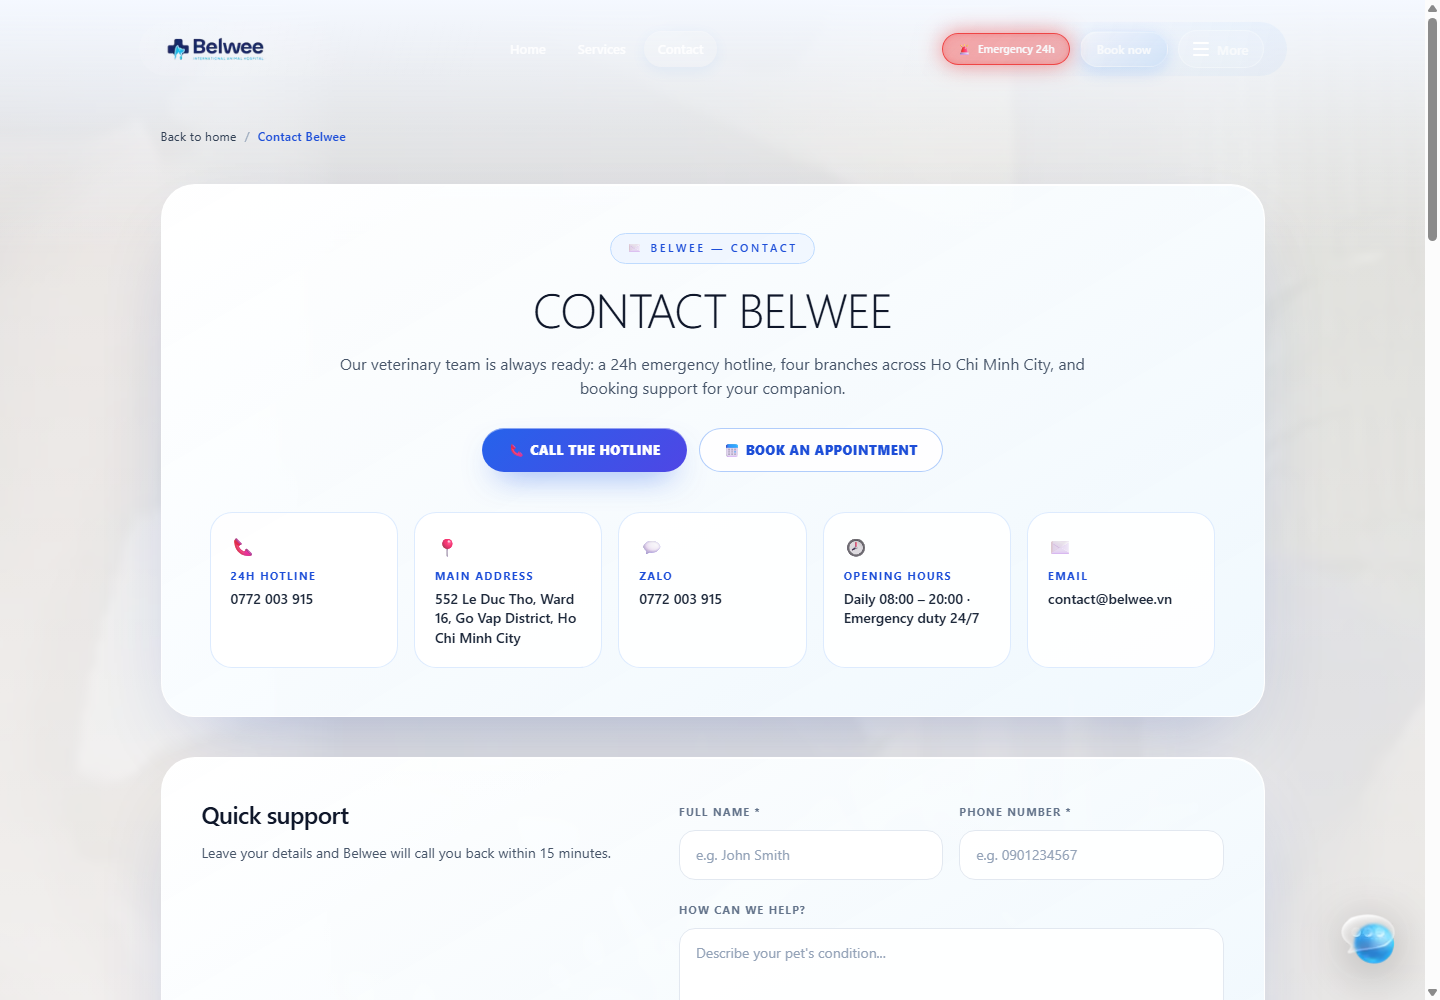 Belwee
INTERNATIONAL ANIMAL HOSPITAL
Home
Services
Contact
Emergency 24h
Book now
More
Back to home / Contact Belwee
BELWEE — CONTACT
CONTACT BELWEE
Our veterinary team is always ready: a 24h emergency hotline, four branches across Ho Chi Minh City, and
booking support for your companion.
CALL THE HOTLINE
BOOK AN APPOINTMENT
24H HOTLINE
0772 003 915
MAIN ADDRESS
552 Le Duc Tho, Ward
16, Go Vap District, Ho
Chi Minh City
ZALO
0772 003 915
OPENING HOURS
Daily 08:00 – 20:00 ·
Emergency duty 24/7
EMAIL
contact@belwee.vn
Quick support
Leave your details and Belwee will call you back within 15 minutes.
FULL NAME *
e.g. John Smith
PHONE NUMBER *
e.g. 0901234567
HOW CAN WE HELP?
Describe your pet's condition...